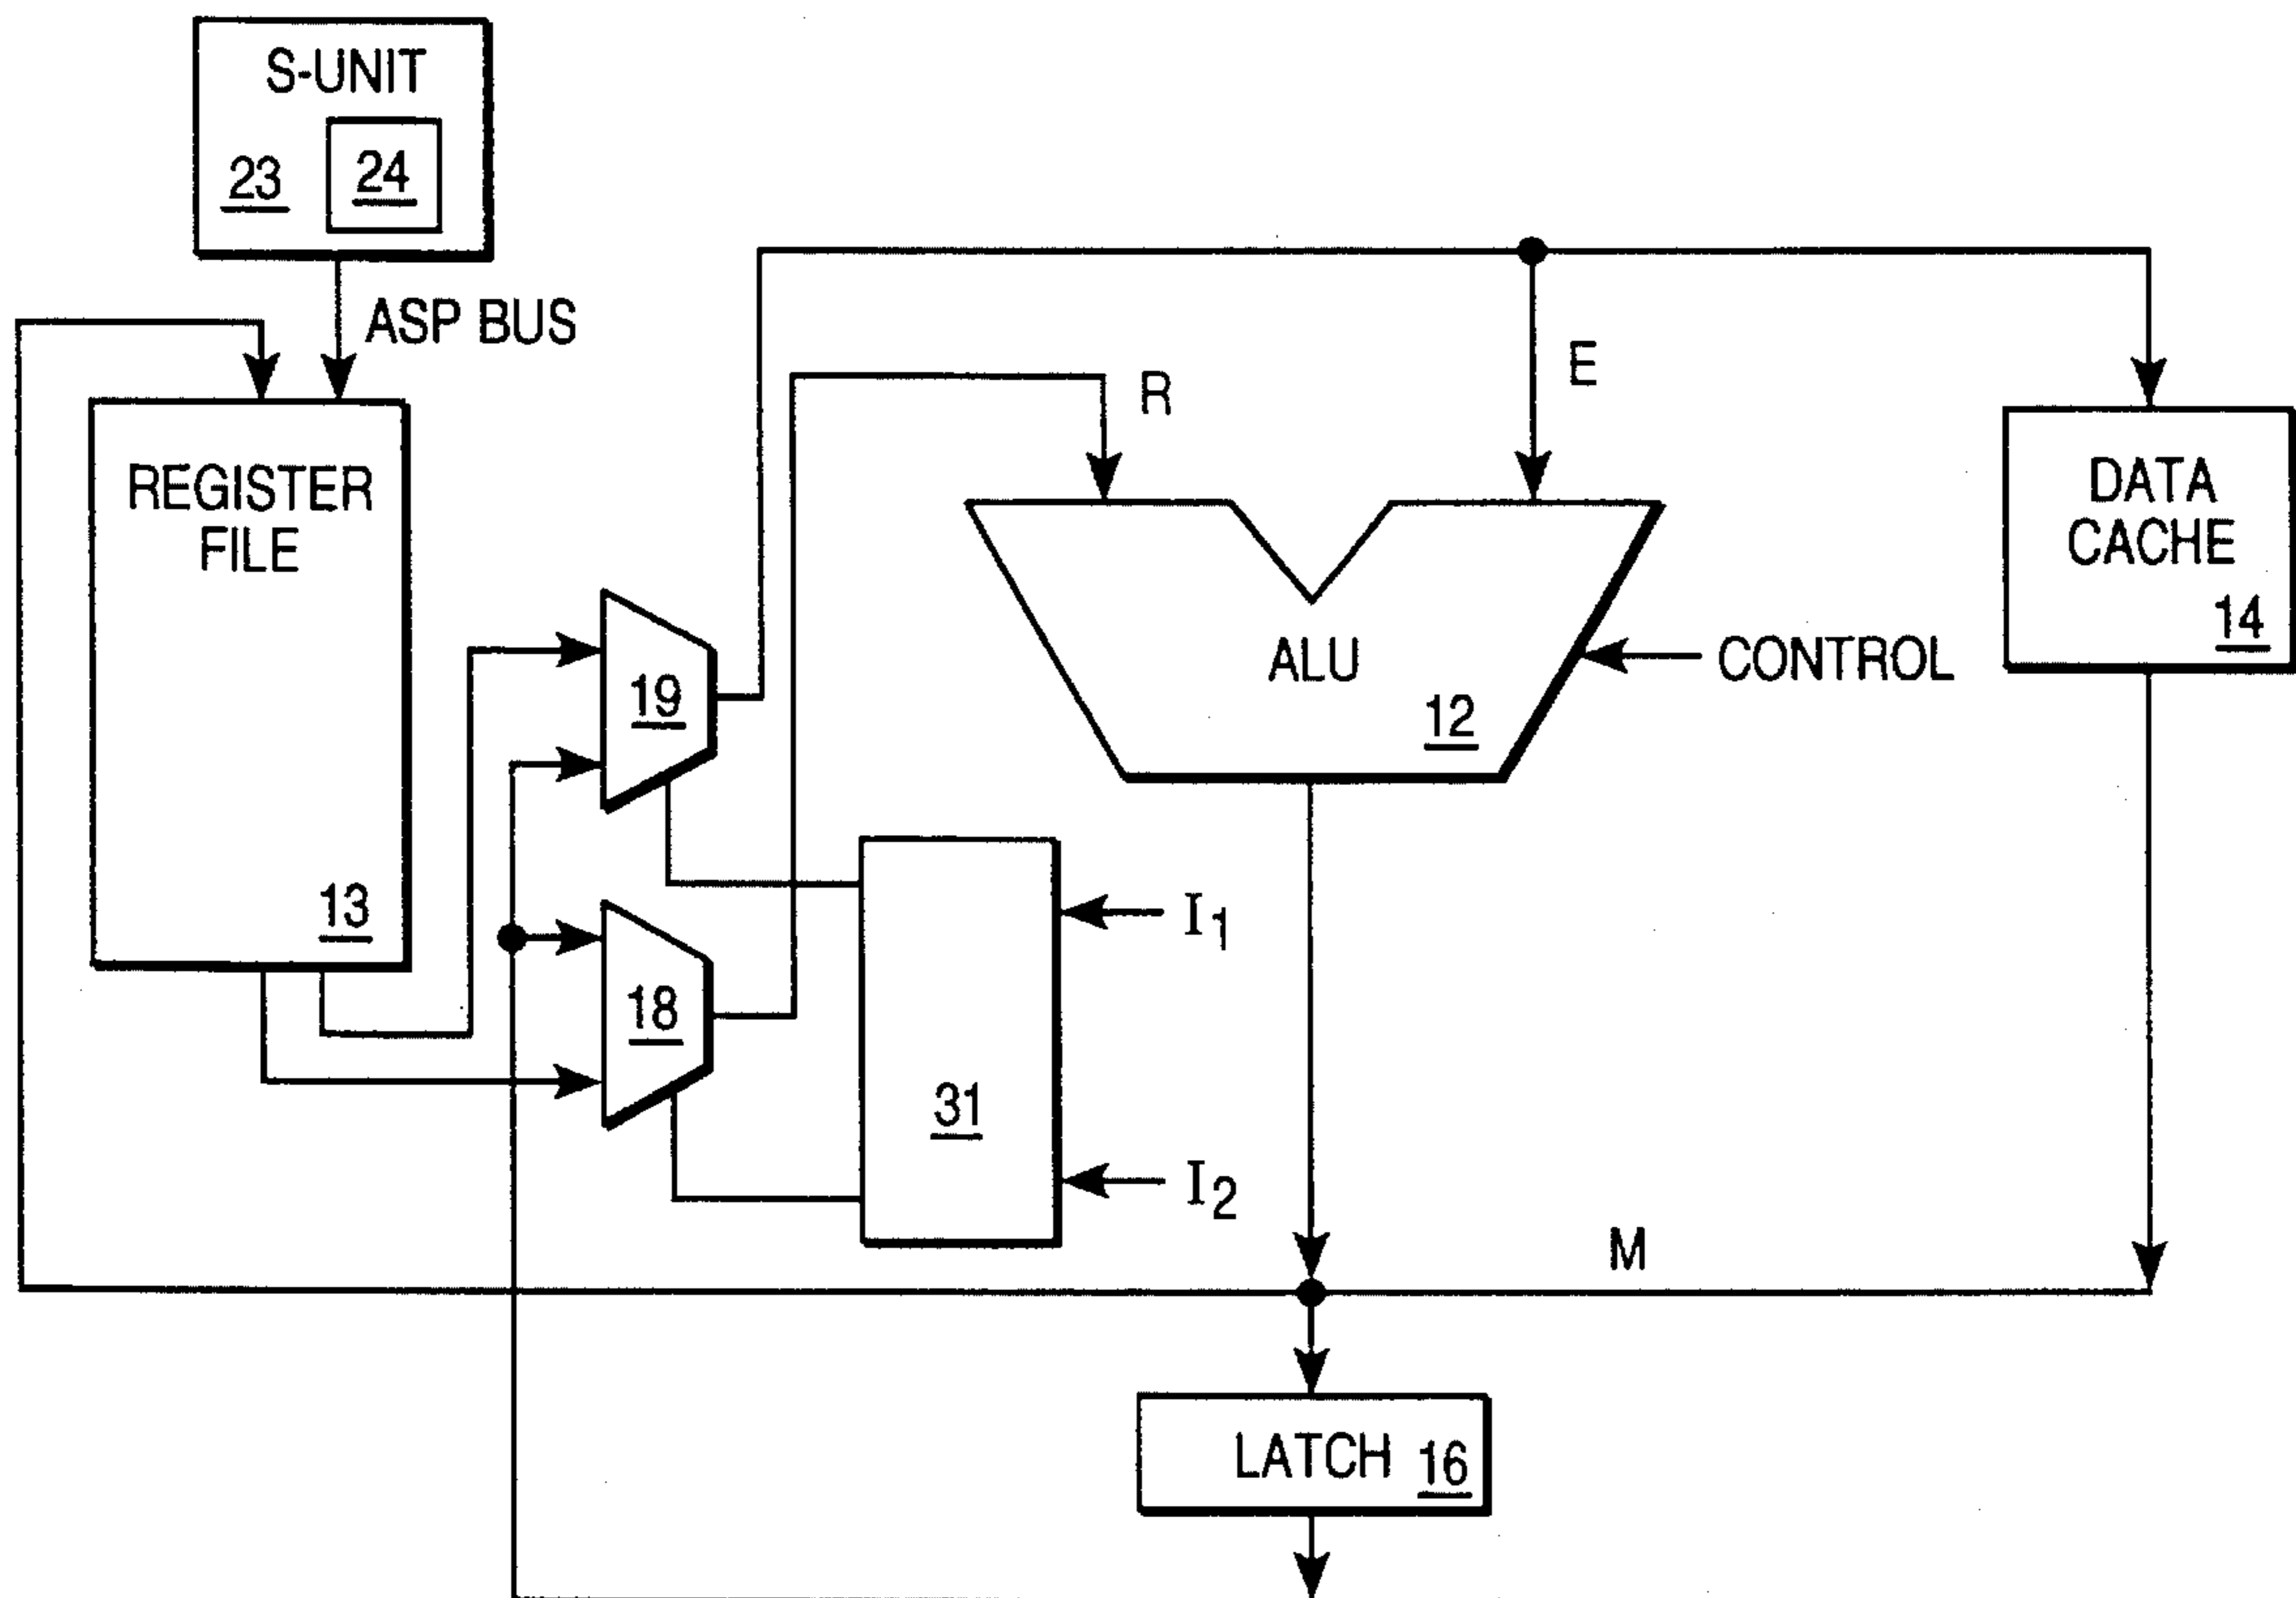 S-UNIT
23
24
ASP BUS
R
E
REGISTER
FILE
13
DATA
CACHE
14
19
ALU
12
CONTROL
18
31
I1
I2
M
LATCH 16